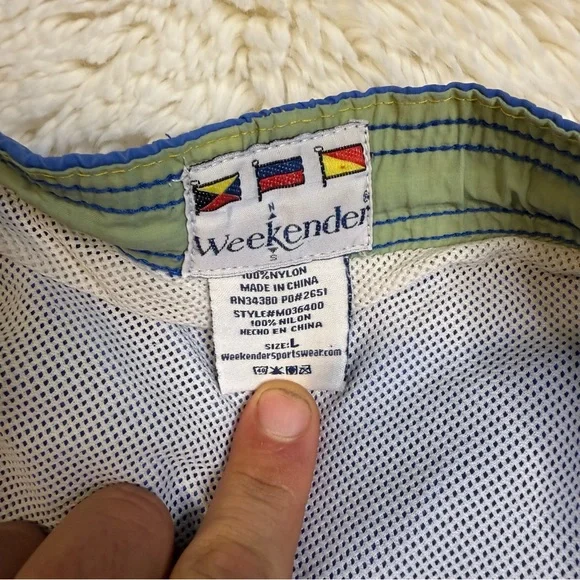 N
Weekender®
S
100%NYLON
MADE IN CHINA
RN34380 PO#2651
STYLE#M036400
100% NILON
HECHO EN CHINA
SIZE:L
weekendersportswear.com